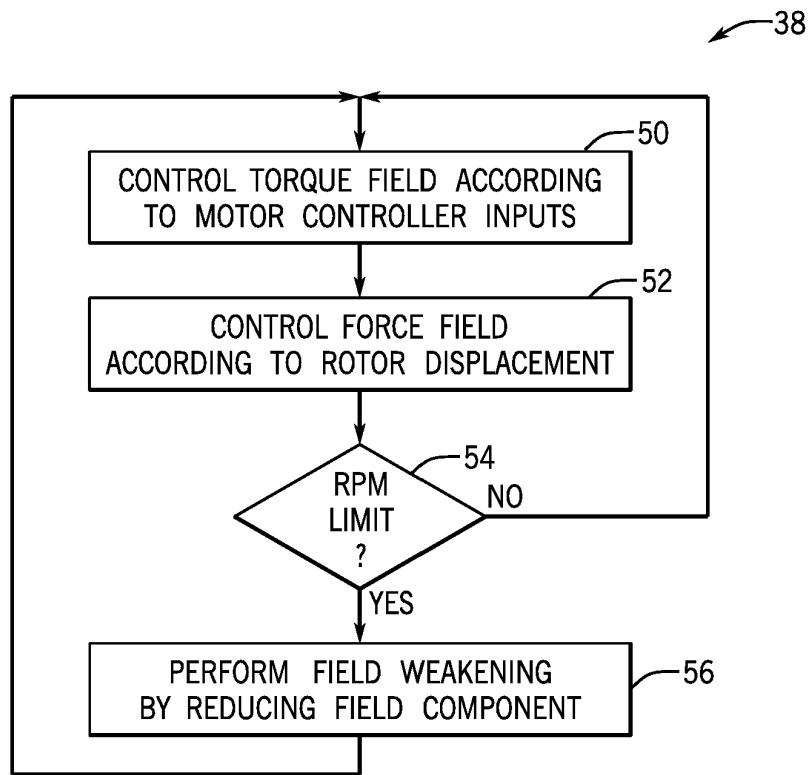 38
50
CONTROL TORQUE FIELD ACCORDING
TO MOTOR CONTROLLER INPUTS
52
CONTROL FORCE FIELD
ACCORDING TO ROTOR DISPLACEMENT
54
RPM
LIMIT
?
NO
YES
PERFORM FIELD WEAKENING
BY REDUCING FIELD COMPONENT
56